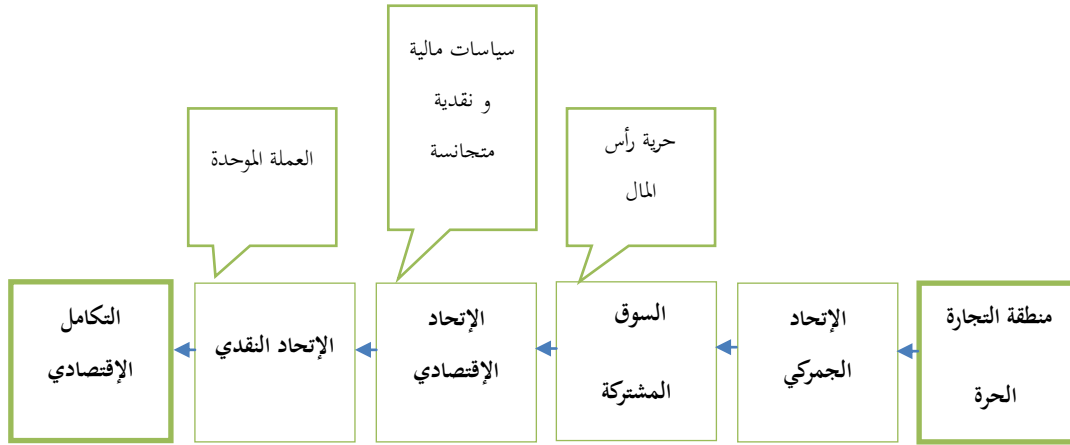 سياسات مالية
و نقدية
متجانسة
حرية رأس
المال
العملة الموحدة
منطقة التجارة
الحرة
الإتحاد
الجمركي
السوق
المشتركة
الإتحاد
الإقتصادي
الإتحاد النقدي
التكامل
الإقتصادي